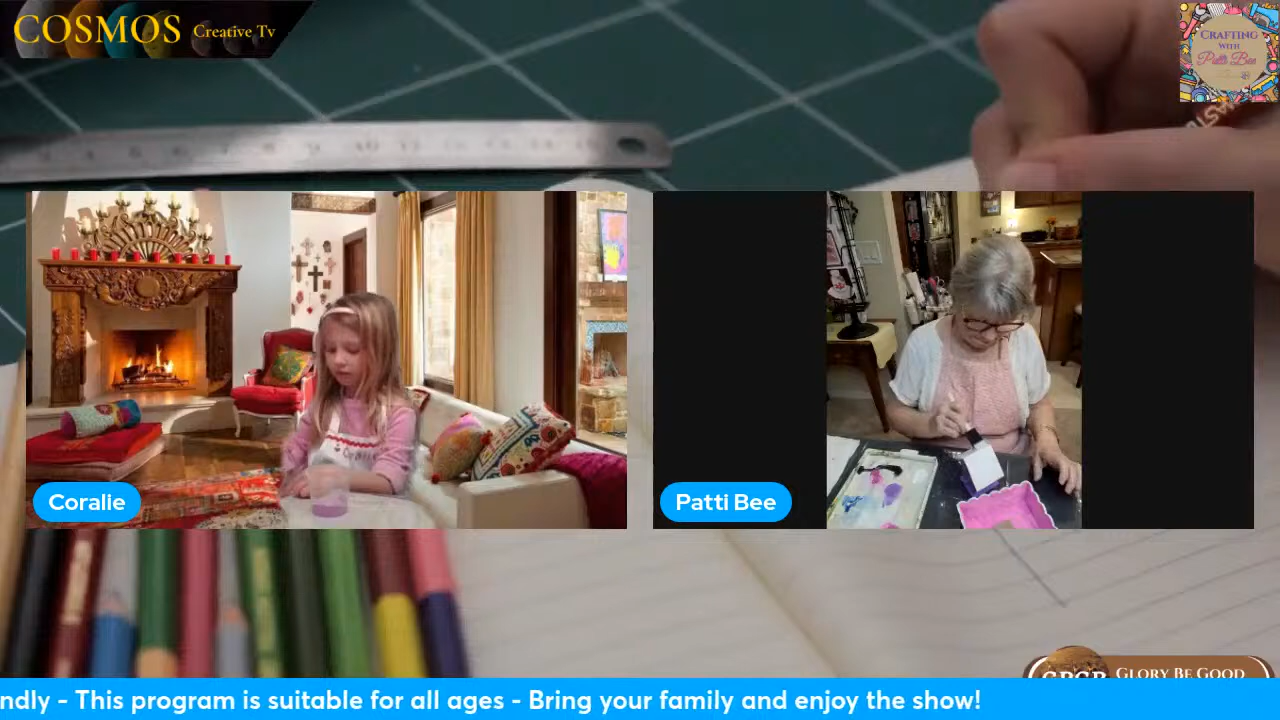 COSMOS Creative Tv
CRAFTING
WITH
Patti Bee
Coralie
Patti Bee
GLORY BE GOOD
ndly - This program is suitable for all ages - Bring your family and enjoy the show!